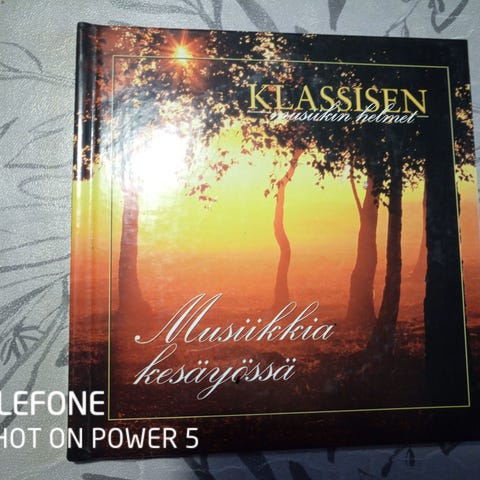 KLASSISEN
musiikin helmet
Musiikkia
kesäyössä
LEFONE
HOT ON POWER 5